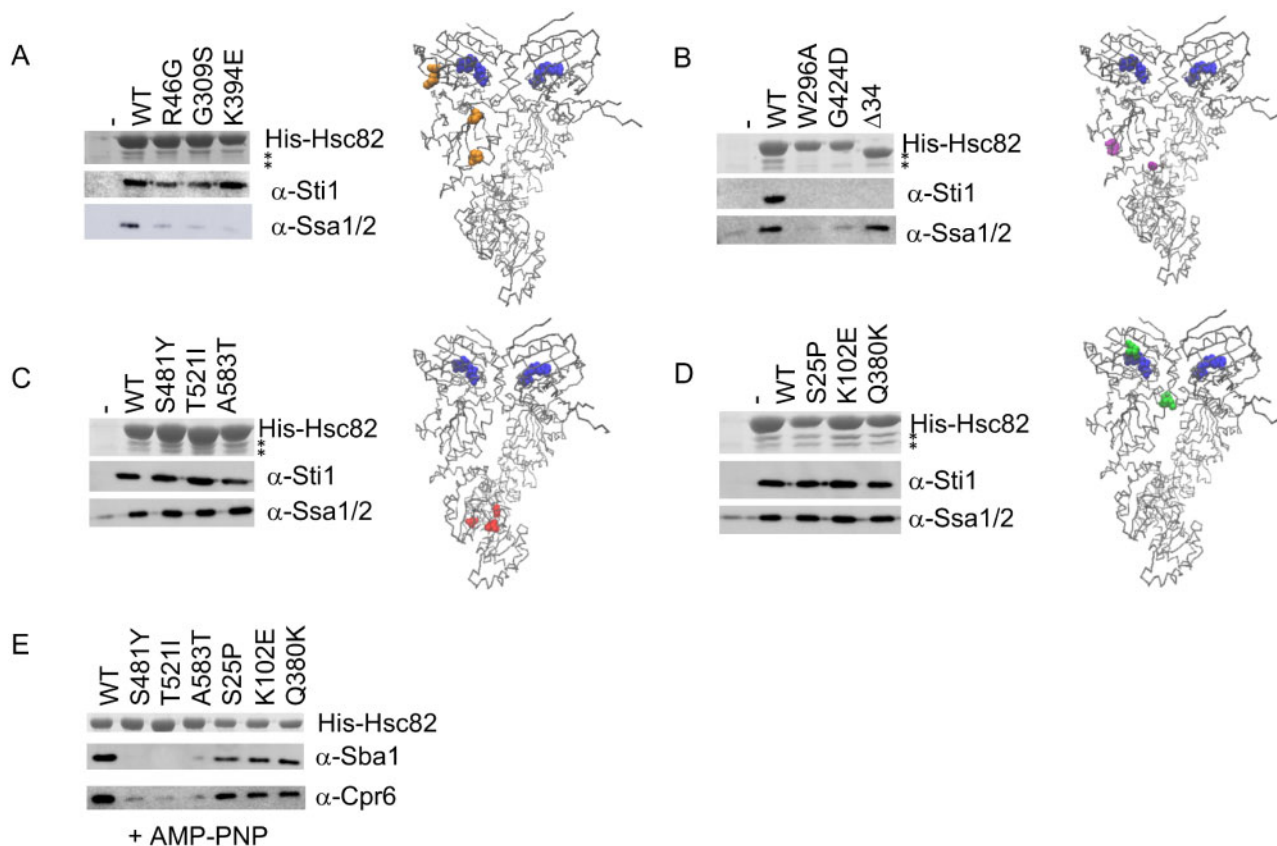 A
- WT R46G G309S K394E
His-Hsc82
*
*
α-Sti1
α-Ssa1/2
B
- WT W296A G424D Δ34
His-Hsc82
*
*
α-Sti1
α-Ssa1/2
C
- WT S481Y T521I A583T
His-Hsc82
*
*
α-Sti1
α-Ssa1/2
D
- WT S25P K102E Q380K
His-Hsc82
*
*
α-Sti1
α-Ssa1/2
E
WT S481Y T521I A583T S25P K102E Q380K
His-Hsc82
α-Sba1
α-Cpr6
+ AMP-PNP